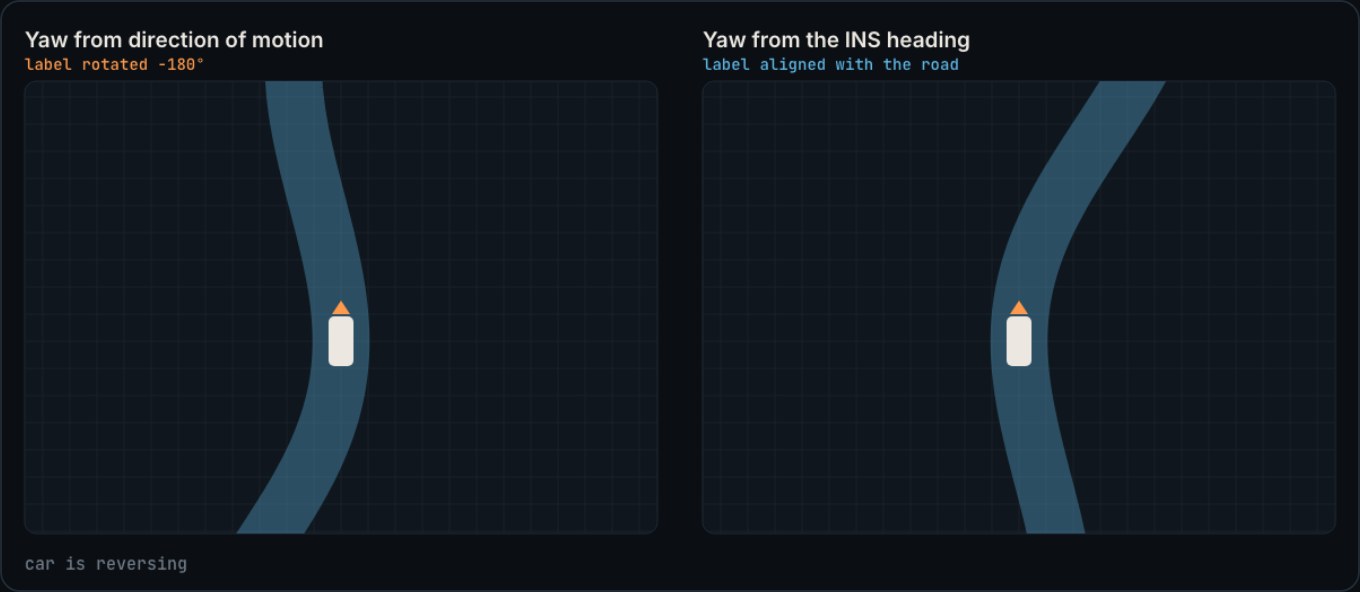 Yaw from direction of motion
label rotated -180°
Yaw from the INS heading
label aligned with the road
car is reversing